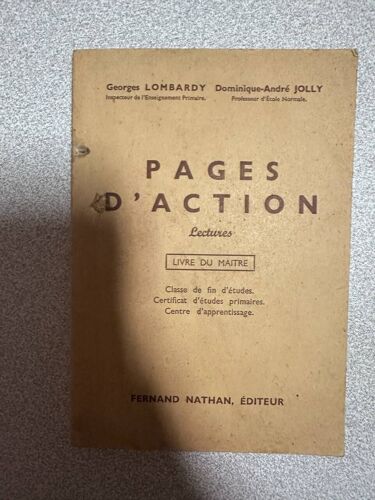 Georges LOMBARDY Dominique-André JOLLY
Inspecteur de l'Enseignement Primaire. Professeur d'École Normale.
PAGES
D'ACTION
Lectures
LIVRE DU MAITRE
Classe de fin d'études.
Certificat d'études primaires.
Centre d'apprentissage.
FERNAND NATHAN, ÉDITEUR